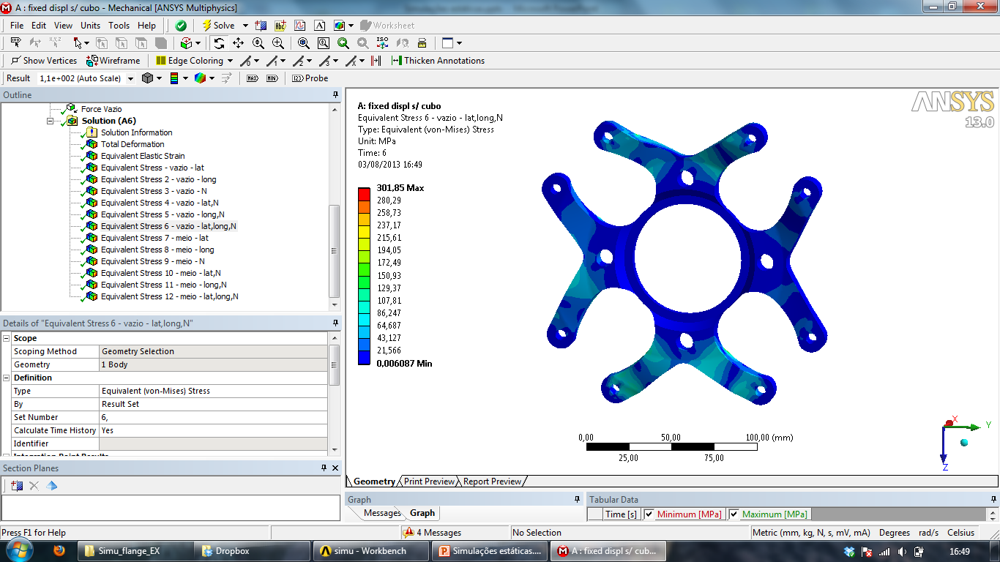 A : fixed displ s/ cubo - Mechanical [ANSYS Multiphysics]
File Edit View Units Tools Help Solve Worksheet
Show Vertices Wireframe Edge Coloring Thicken Annotations
Result 1,1e+002 (Auto Scale) MAX MIN Probe
Outline
Force Vazio
Solution (A6)
Solution Information
Total Deformation
Equivalent Elastic Strain
Equivalent Stress - vazio - lat
Equivalent Stress 2 - vazio - long
Equivalent Stress 3 - vazio - N
Equivalent Stress 4 - vazio - lat,N
Equivalent Stress 5 - vazio - long,N
Equivalent Stress 6 - vazio - lat,long,N
Equivalent Stress 7 - meio - lat
Equivalent Stress 8 - meio - long
Equivalent Stress 9 - meio - N
Equivalent Stress 10 - meio - lat,N
Equivalent Stress 11 - meio - long,N
Equivalent Stress 12 - meio - lat,long,N
Details of "Equivalent Stress 6 - vazio - lat,long,N"
Scope
Scoping Method Geometry Selection
Geometry 1 Body
Definition
Type Equivalent (von-Mises) Stress
By Result Set
Set Number 6,
Calculate Time History Yes
Identifier
Integration Point Results
Section Planes
A: fixed displ s/ cubo
Equivalent Stress 6 - vazio - lat,long,N
Type: Equivalent (von-Mises) Stress
Unit: MPa
Time: 6
03/08/2013 16:49
301,85 Max
280,29
258,73
237,17
215,61
194,05
172,49
150,93
129,37
107,81
86,247
64,687
43,127
21,566
0,006087 Min
ANSYS
13.0
0,00 50,00 100,00 (mm)
25,00 75,00
X
Y
Z
Geometry Print Preview Report Preview
Graph
Messages Graph
Tabular Data
Time [s] Minimum [MPa] Maximum [MPa]
Press F1 for Help 4 Messages No Selection Metric (mm, kg, N, s, mV, mA) Degrees rad/s Celsius
Simu_flange_EX Dropbox simu - Workbench Simulações estáticas.... A : fixed displ s/ cub... 16:49